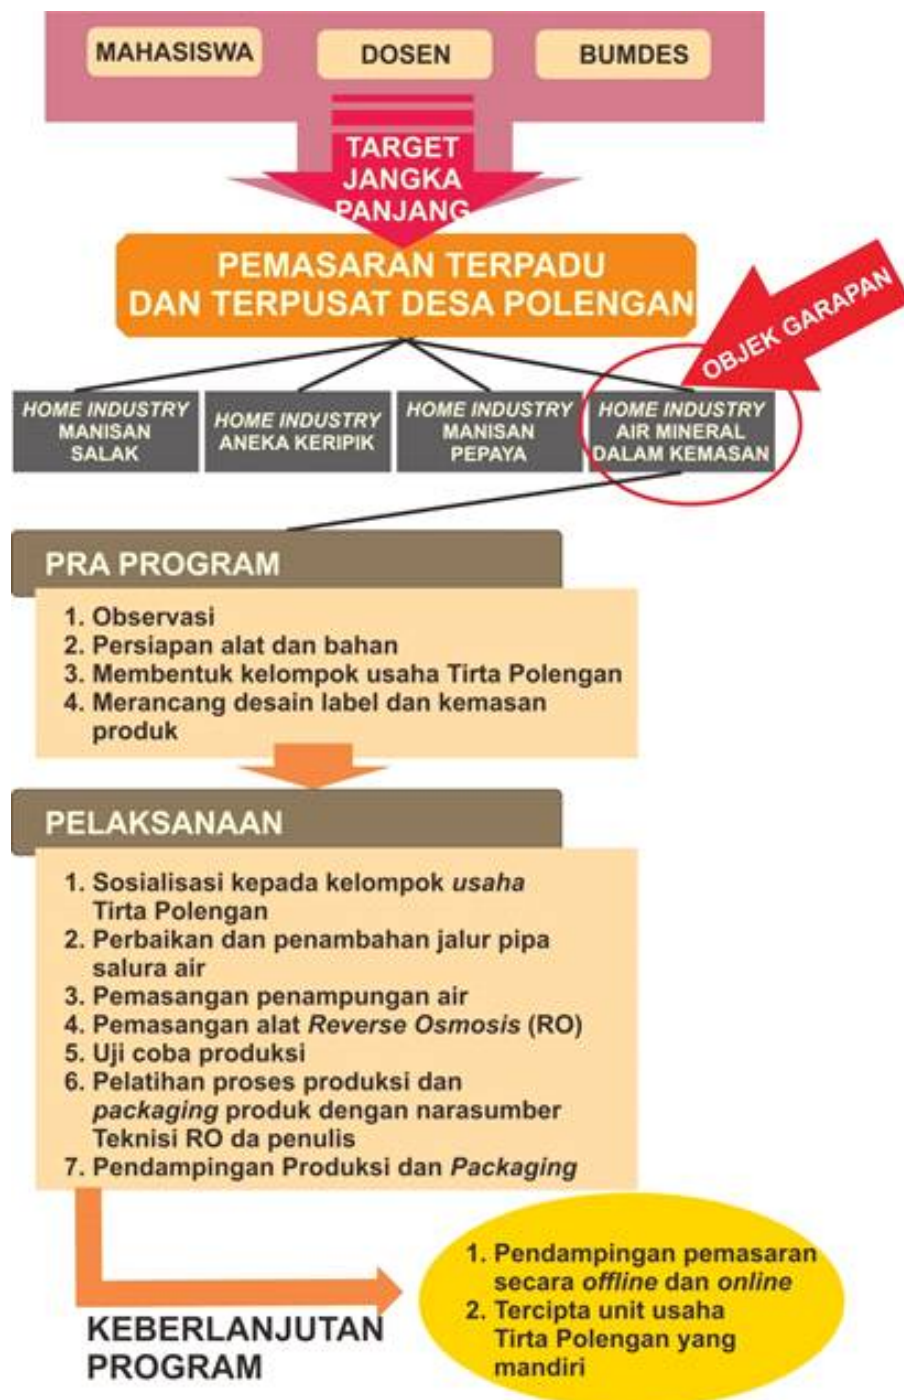 MAHASISWA
DOSEN
BUMDES
TARGET
JANGKA
PANJANG
PEMASARAN TERPADU
DAN TERPUSAT DESA POLENGAN
OBJEK GARAPAN
HOME INDUSTRY
MANISAN
SALAK
HOME INDUSTRY
ANEKA KERIPIK
HOME INDUSTRY
MANISAN
PEPAYA
HOME INDUSTRY
AIR MINERAL
DALAM KEMASAN
PRA PROGRAM
1. Observasi
2. Persiapan alat dan bahan
3. Membentuk kelompok usaha Tirta Polengan
4. Merancang desain label dan kemasan
produk
PELAKSANAAN
1. Sosialisasi kepada kelompok usaha
Tirta Polengan
2. Perbaikan dan penambahan jalur pipa
salura air
3. Pemasangan penampungan air
4. Pemasangan alat Reverse Osmosis (RO)
5. Uji coba produksi
6. Pelatihan proses produksi dan
packaging produk dengan narasumber
Teknisi RO da penulis
7. Pendampingan Produksi dan Packaging
KEBERLANJUTAN
PROGRAM
1. Pendampingan pemasaran
secara offline dan online
2. Tercipta unit usaha
Tirta Polengan yang
mandiri